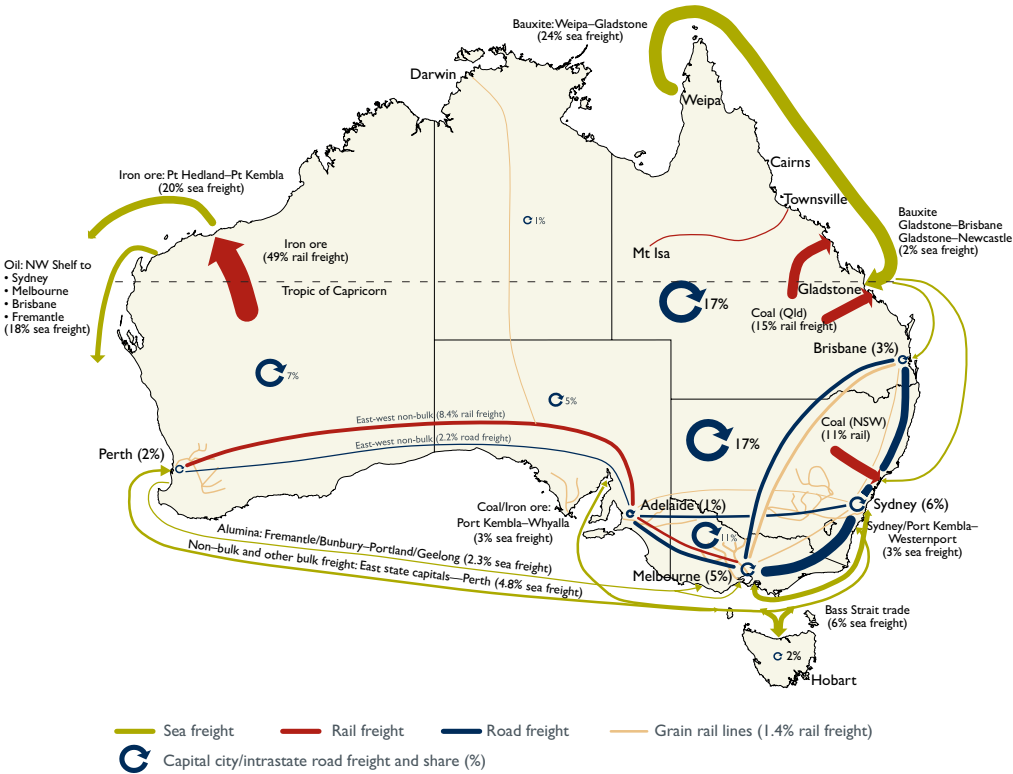 Bauxite: Weipa–Gladstone
(24% sea freight)
Darwin
Weipa
Cairns
Iron ore: Pt Hedland–Pt Kembla
(20% sea freight)
Townsville
1%
Bauxite
Gladstone–Brisbane
Gladstone–Newcastle
(2% sea freight)
Iron ore
(49% rail freight)
Mt Isa
Oil: NW Shelf to
• Sydney
• Melbourne
• Brisbane
• Fremantle
(18% sea freight)
Tropic of Capricorn
Gladstone
17%
Coal (Qld)
(15% rail freight)
Brisbane (3%)
7%
5%
East-west non-bulk (8.4% rail freight)
Coal (NSW)
(11% rail)
East-west non-bulk (2.2% road freight)
17%
Perth (2%)
Coal/Iron ore:
Port Kembla–Whyalla
(3% sea freight)
Adelaide (1%)
Sydney (6%)
Alumina: Fremantle/Bunbury–Portland/Geelong (2.3% sea freight)
11%
Sydney/Port Kembla–
Westernport
(3% sea freight)
Non–bulk and other bulk freight: East state capitals—Perth (4.8% sea freight)
Melbourne (5%)
Bass Strait trade
(6% sea freight)
2%
Hobart
Sea freight
Rail freight
Road freight
Grain rail lines (1.4% rail freight)
Capital city/intrastate road freight and share (%)